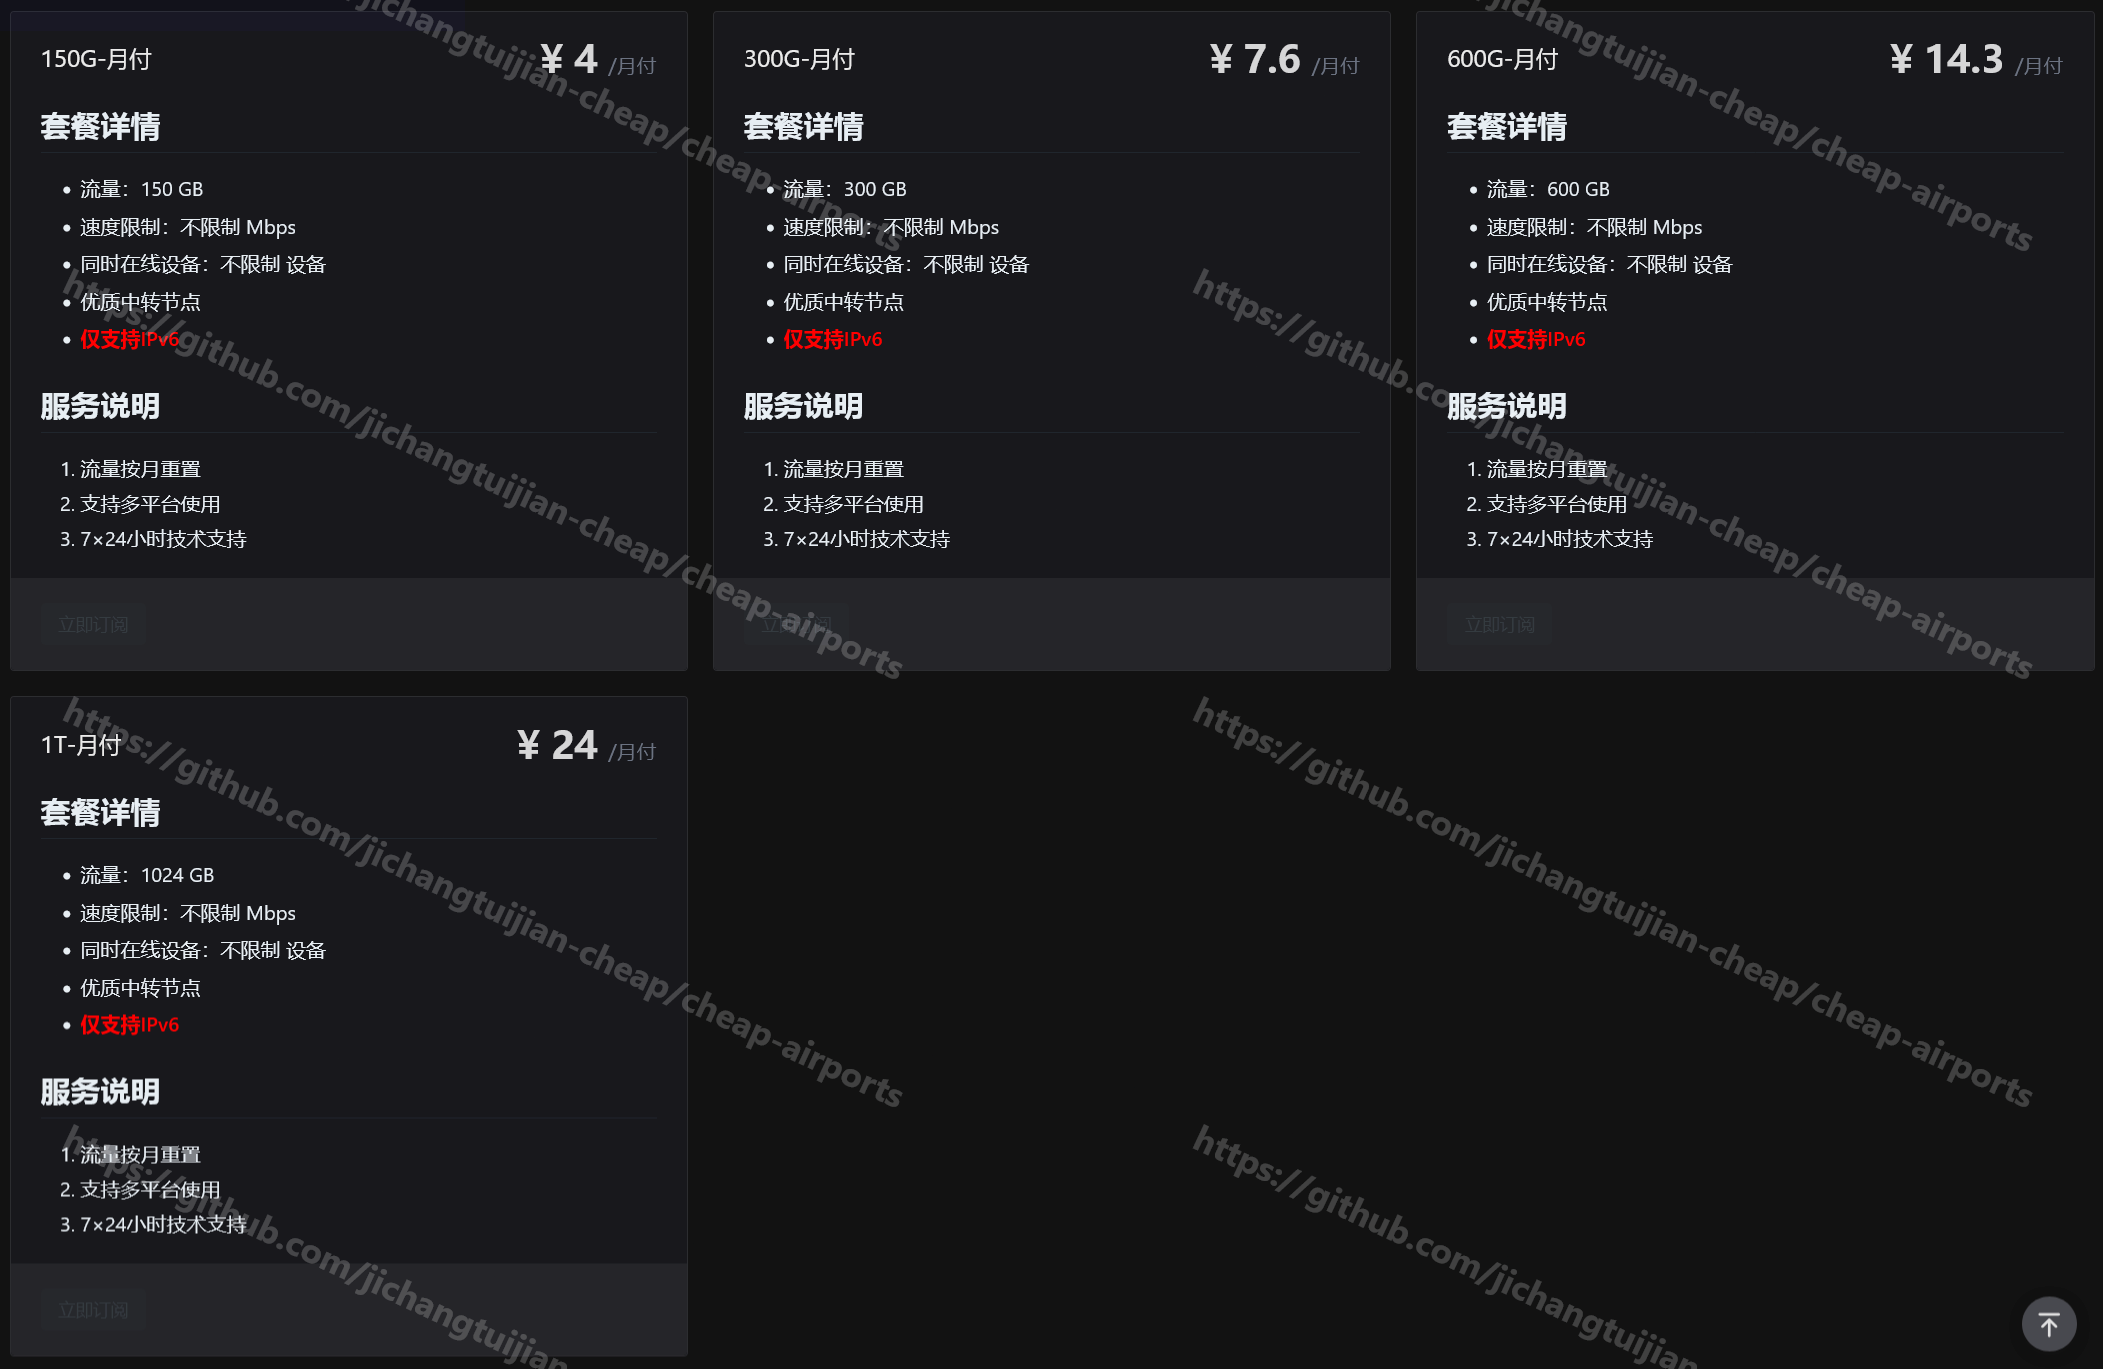 150G-月付
¥ 4 /月付
套餐详情
流量：150 GB
速度限制：不限制 Mbps
同时在线设备：不限制 设备
优质中转节点
仅支持IPv6
服务说明
1. 流量按月重置
2. 支持多平台使用
3. 7×24小时技术支持
立即订阅
300G-月付
¥ 7.6 /月付
套餐详情
流量：300 GB
速度限制：不限制 Mbps
同时在线设备：不限制 设备
优质中转节点
仅支持IPv6
服务说明
1. 流量按月重置
2. 支持多平台使用
3. 7×24小时技术支持
立即订阅
600G-月付
¥ 14.3 /月付
套餐详情
流量：600 GB
速度限制：不限制 Mbps
同时在线设备：不限制 设备
优质中转节点
仅支持IPv6
服务说明
1. 流量按月重置
2. 支持多平台使用
3. 7×24小时技术支持
立即订阅
1T-月付
¥ 24 /月付
套餐详情
流量：1024 GB
速度限制：不限制 Mbps
同时在线设备：不限制 设备
优质中转节点
仅支持IPv6
服务说明
1. 流量按月重置
2. 支持多平台使用
3. 7×24小时技术支持
立即订阅
jichangtuijian-cheap/cheap-airports
jichangtuijian-cheap/cheap-airports
https://github.com/jichangtuijian-cheap/cheap-airports
https://github.com/jichangtuijian-cheap/cheap-airports
https://github.com/jichangtuijian-cheap/cheap-airports
https://github.com/jichangtuijian-cheap/cheap-airports
https://github.com/jichangtuijian
https://github.com/jichangtuijian